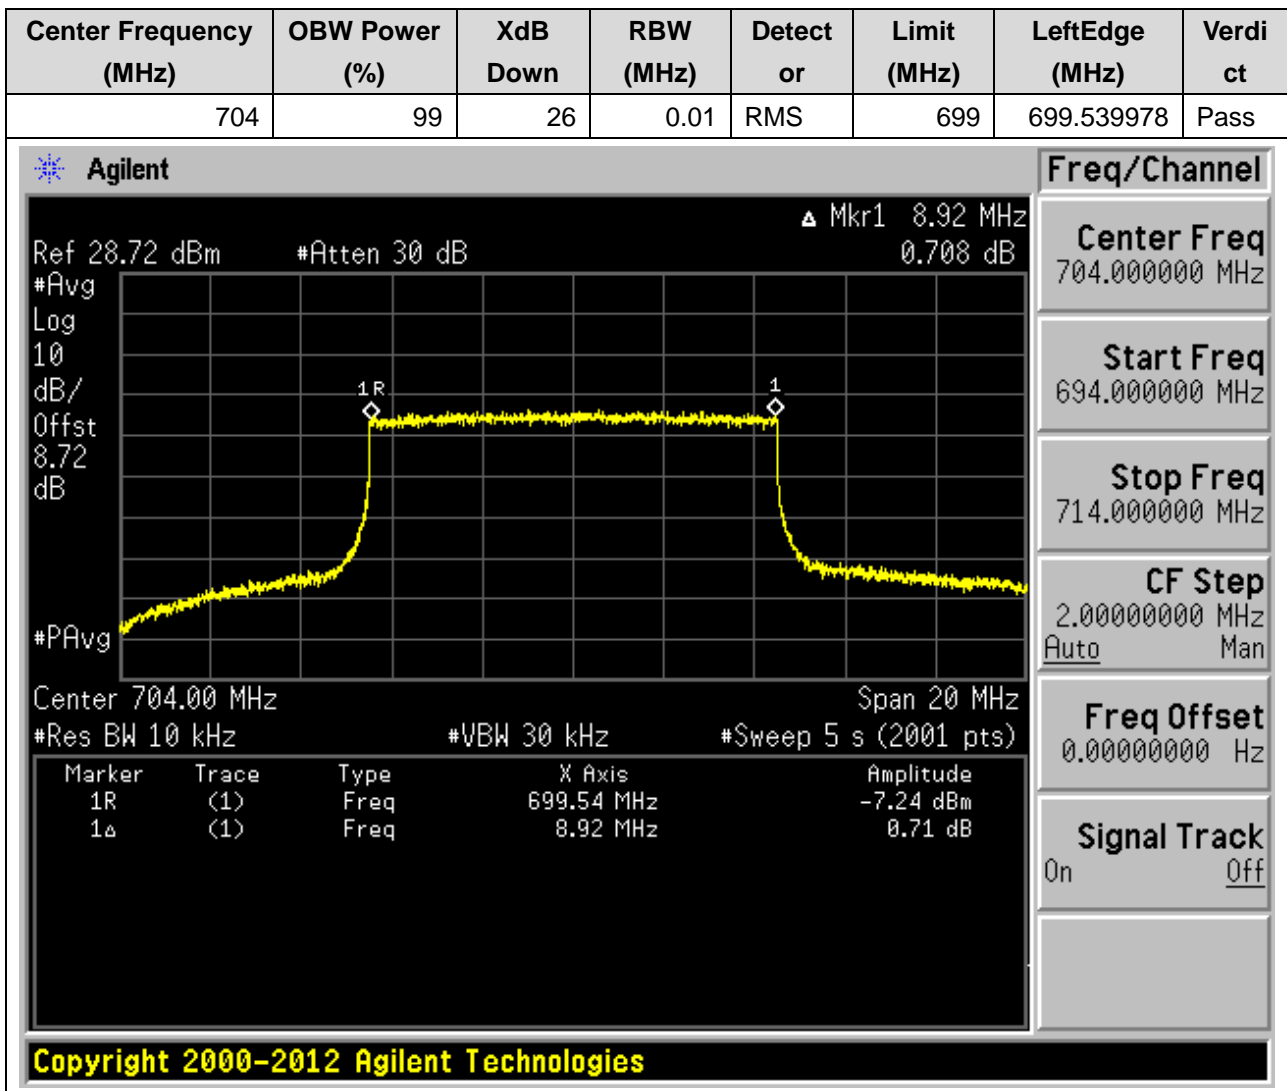 Center Frequency (MHz) OBW Power (%) XdB Down RBW (MHz) Detect or Limit (MHz) LeftEdge (MHz) Verdi ct
704 99 26 0.01 RMS 699 699.539978 Pass
Agilent
Freq/Channel
Δ Mkr1 8.92 MHz
Ref 28.72 dBm #Atten 30 dB 0.708 dB
#Avg
Log
10
dB/
Offst
8.72
dB
#PAvg
1R 1
Center 704.00 MHz Span 20 MHz
#Res BW 10 kHz #VBW 30 kHz #Sweep 5 s (2001 pts)
Marker Trace Type X Axis Amplitude
1R (1) Freq 699.54 MHz -7.24 dBm
1Δ (1) Freq 8.92 MHz 0.71 dB
Center Freq
704.000000 MHz
Start Freq
694.000000 MHz
Stop Freq
714.000000 MHz
CF Step
2.00000000 MHz
Auto Man
Freq Offset
0.00000000 Hz
Signal Track
On Off
Copyright 2000-2012 Agilent Technologies